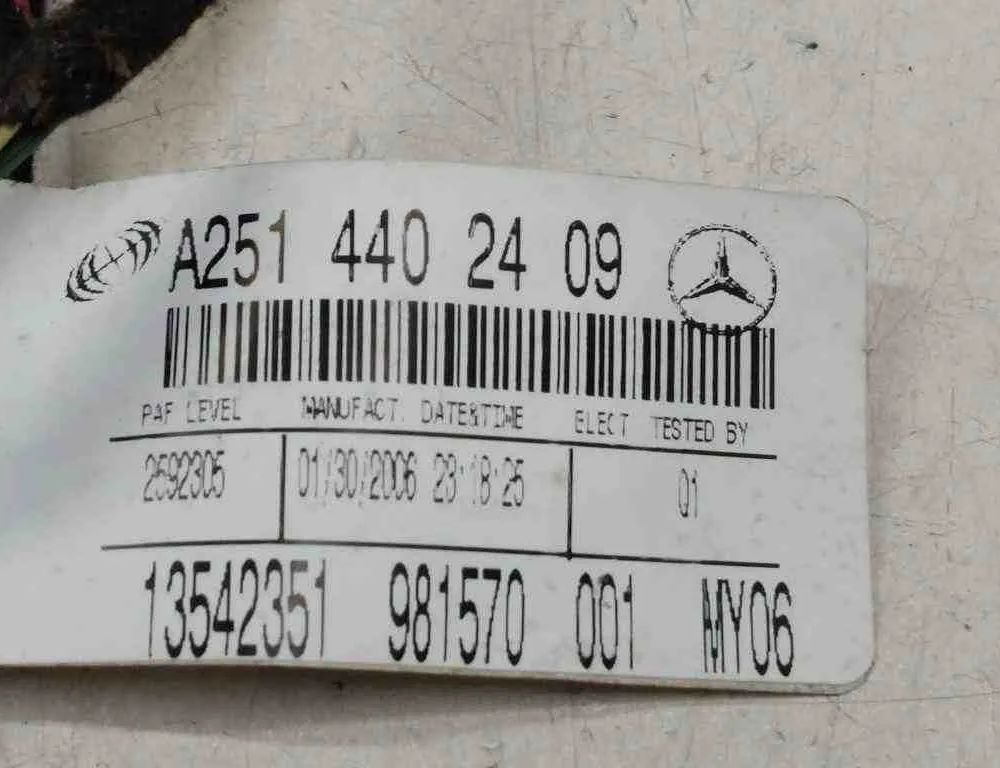 A251 440 24 09
PAF LEVEL MANUFACT. DATE&TIME ELECT TESTED BY
2592305 01/30/2006 23:18:25 01
13542351 981570 001 MY06